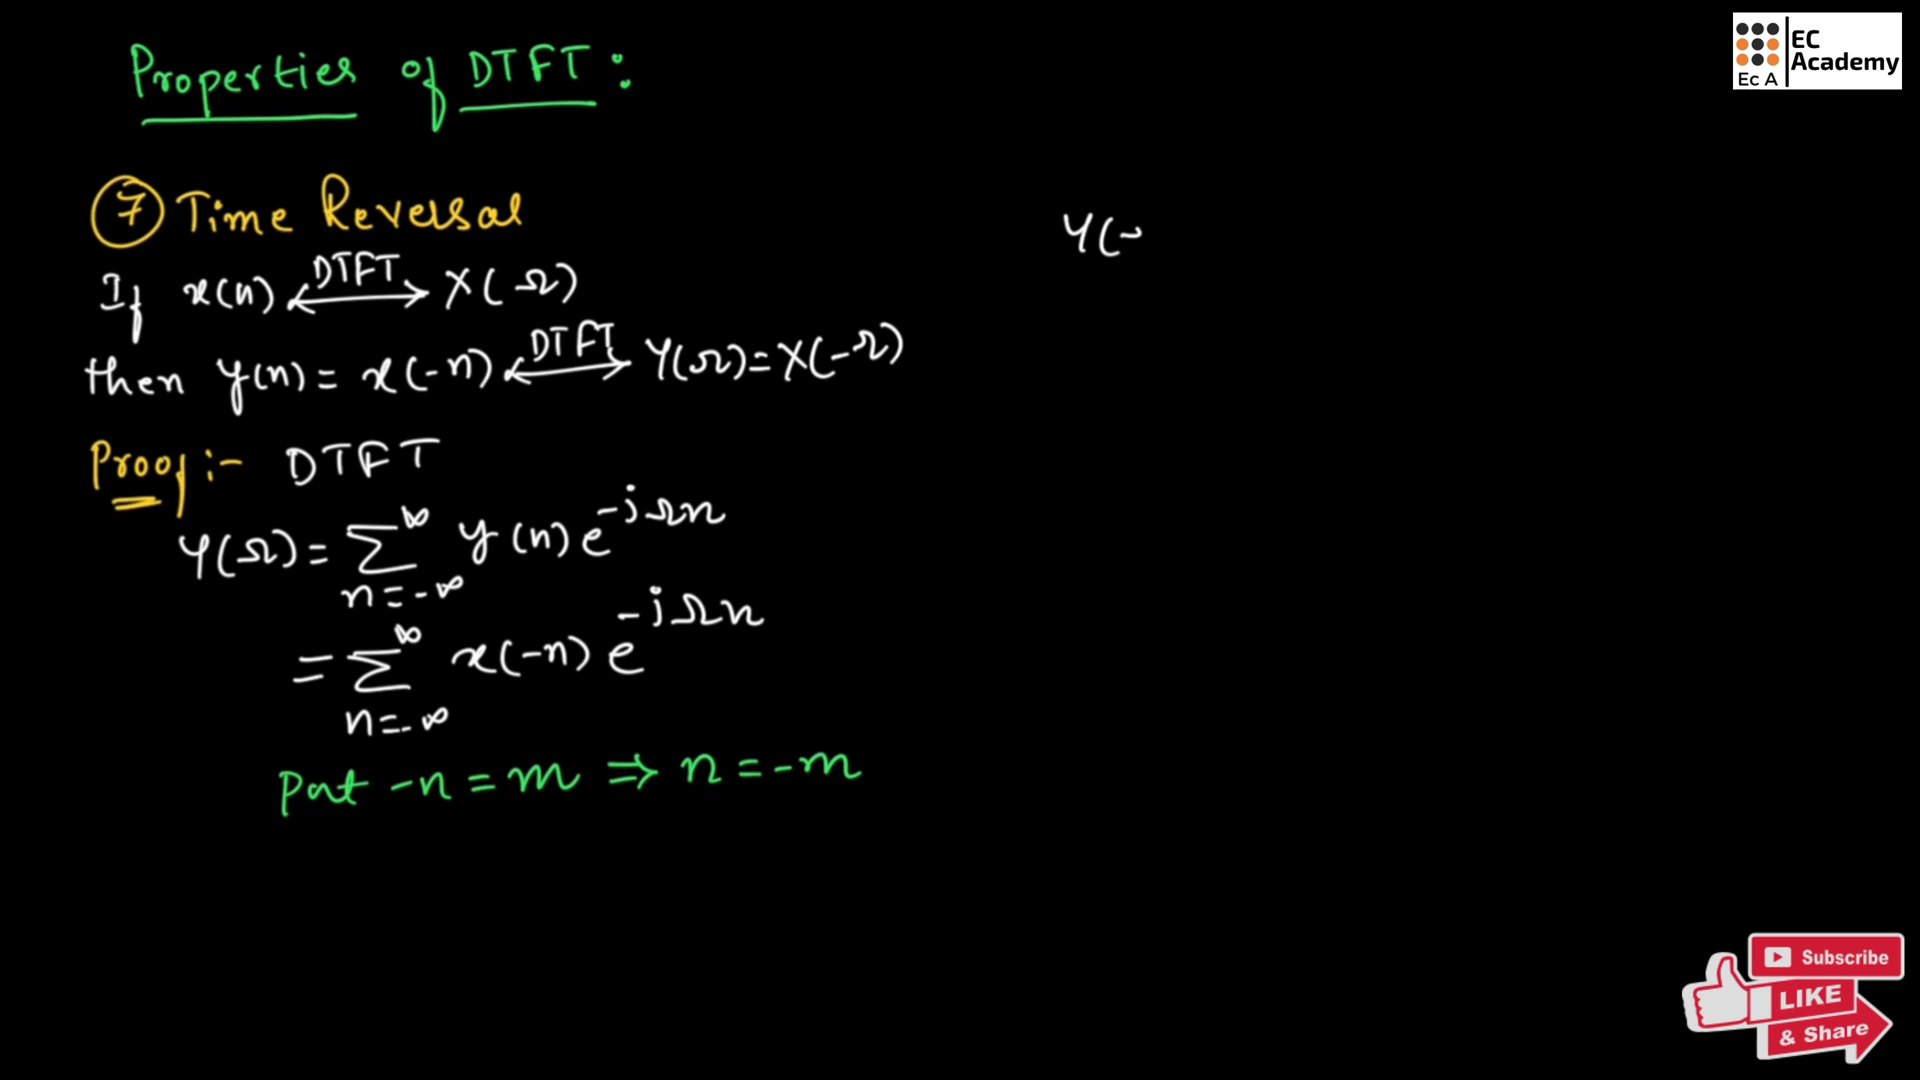 Properties of DTFT:
⑦ Time Reversal
If x(n) <--DTFT--> X(Ω)
then y(n) = x(-n) <--DTFT--> Y(Ω) = X(-Ω)
Proof :- DTFT
Y(Ω) = ∑_{n=-∞}^{∞} y(n) e^{-jΩn}
= ∑_{n=-∞}^{∞} x(-n) e^{-jΩn}
Put -n = m ⇒ n = -m
Y(
EC
Academy
Ec A
Subscribe
LIKE
& Share